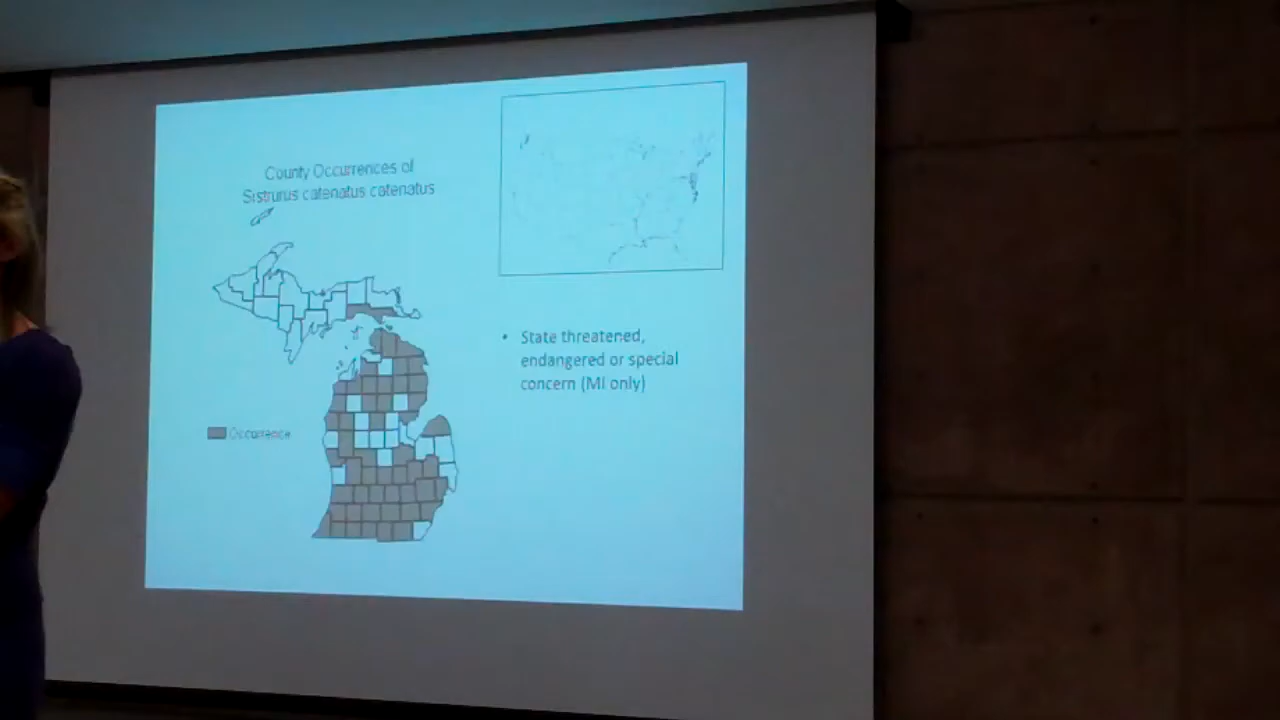 County Occurrences of
Sistrurus catenatus catenatus
Occurrence
• State threatened,
endangered or special
concern (MI only)